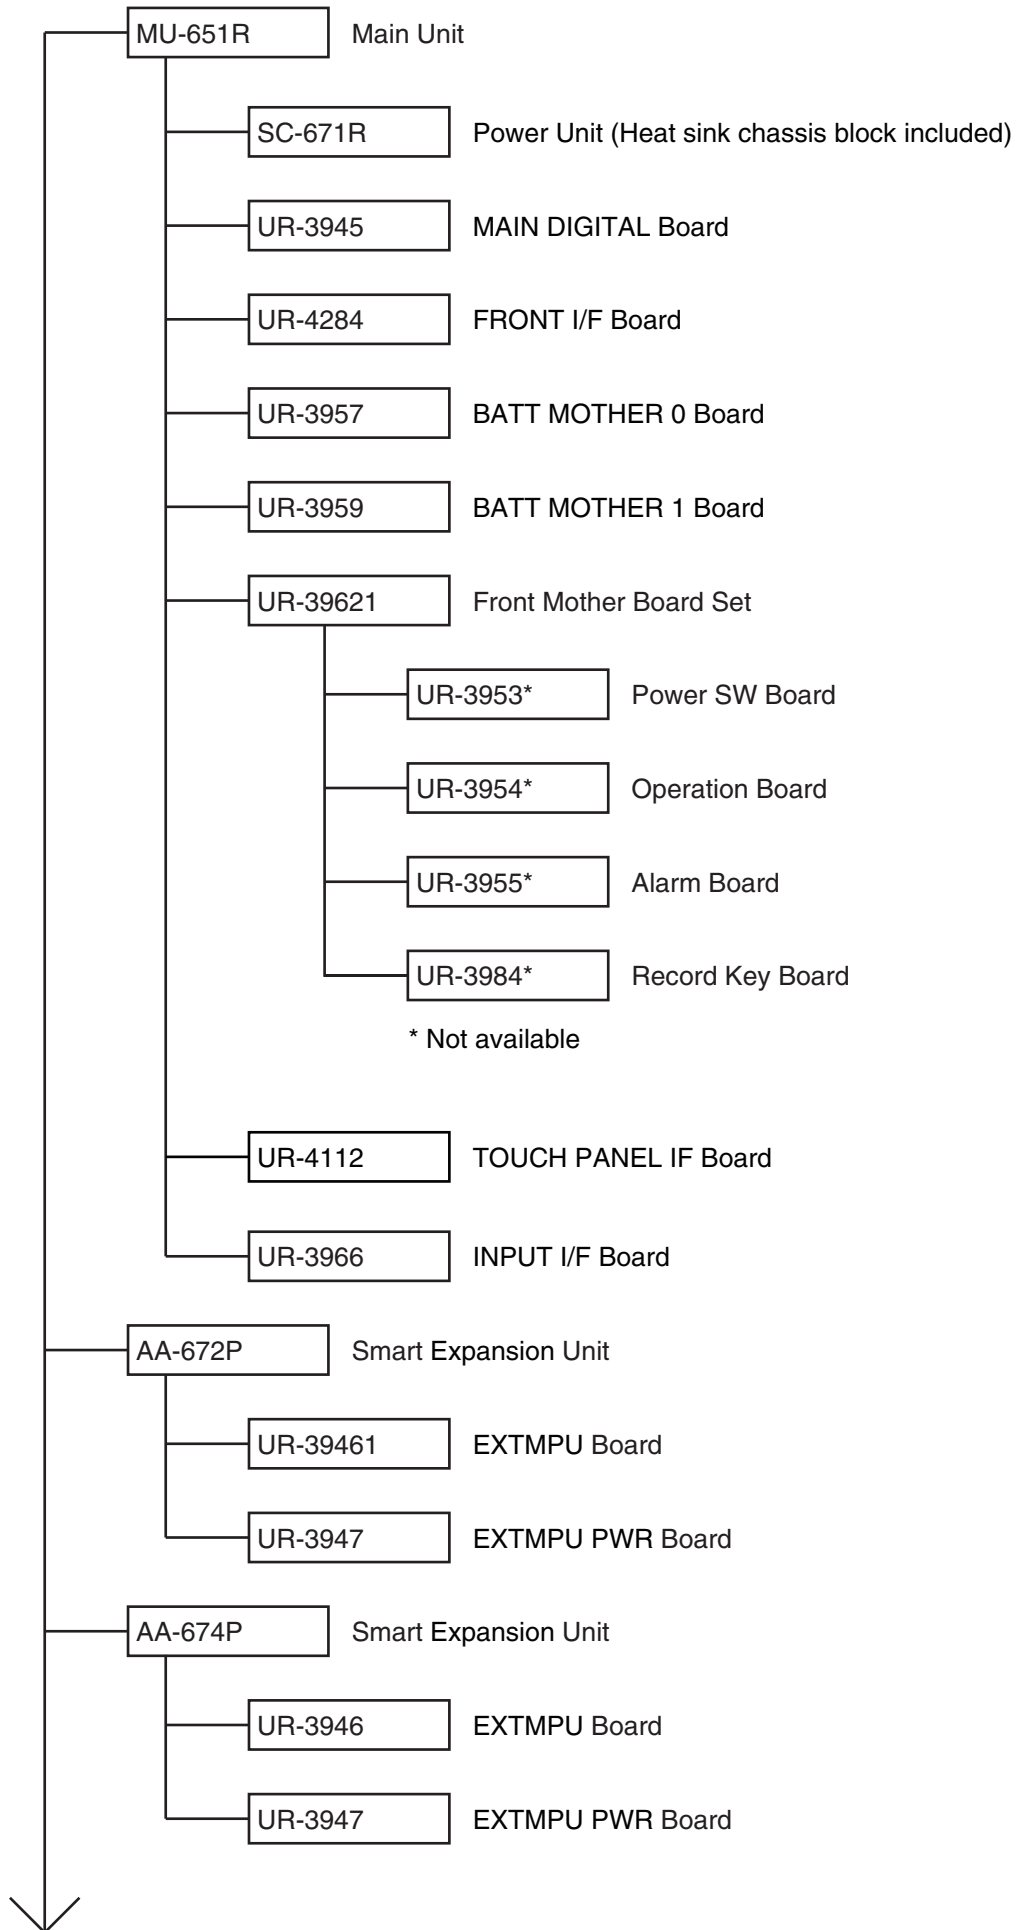 MU-651R Main Unit
SC-671R Power Unit (Heat sink chassis block included)
UR-3945 MAIN DIGITAL Board
UR-4284 FRONT I/F Board
UR-3957 BATT MOTHER 0 Board
UR-3959 BATT MOTHER 1 Board
UR-39621 Front Mother Board Set
UR-3953* Power SW Board
UR-3954* Operation Board
UR-3955* Alarm Board
UR-3984* Record Key Board
* Not available
UR-4112 TOUCH PANEL IF Board
UR-3966 INPUT I/F Board
AA-672P Smart Expansion Unit
UR-39461 EXTMPU Board
UR-3947 EXTMPU PWR Board
AA-674P Smart Expansion Unit
UR-3946 EXTMPU Board
UR-3947 EXTMPU PWR Board